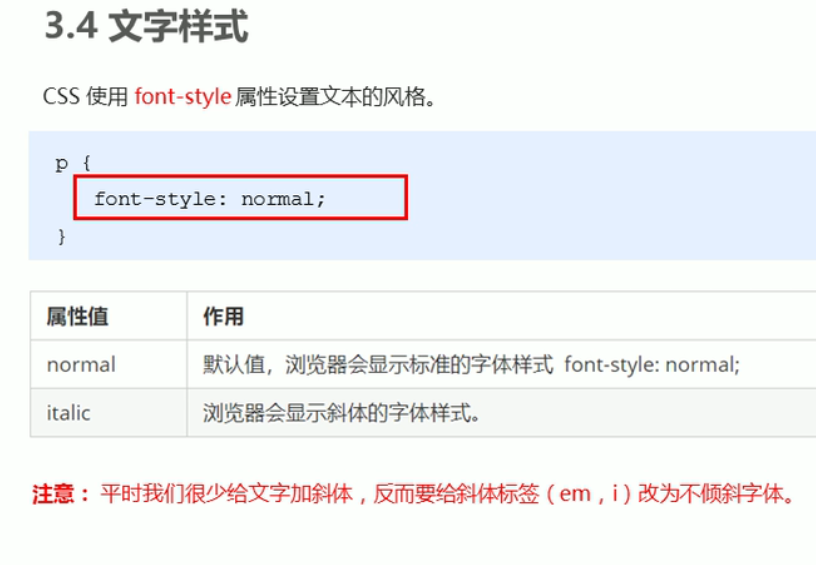 3.4 文字样式
CSS 使用 font-style 属性设置文本的风格。
p {
font-style: normal;
}
属性值 作用
normal 默认值，浏览器会显示标准的字体样式 font-style: normal;
italic 浏览器会显示斜体的字体样式。
注意： 平时我们很少给文字加斜体，反而要给斜体标签（em，i）改为不倾斜字体。